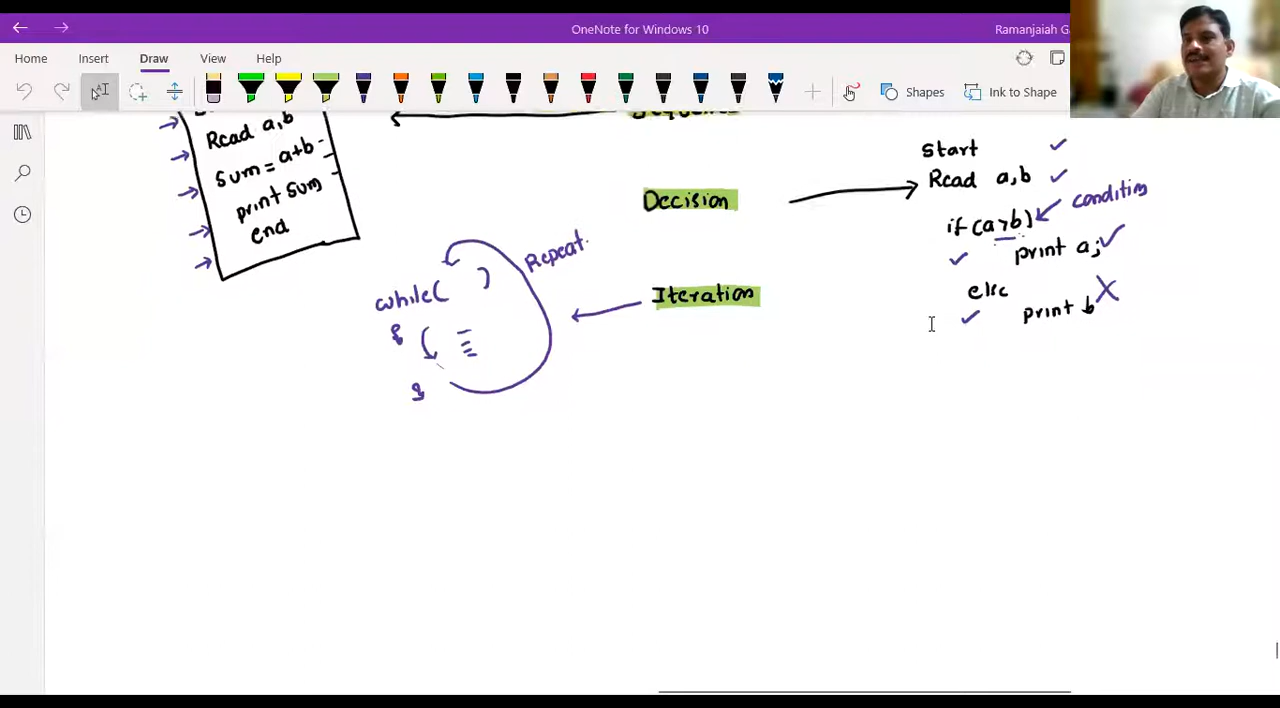 OneNote for Windows 10
Ramanjaiah G
Home Insert Draw View Help
Shapes
Ink to Shape
Read a,b
sum = a+b
print sum
end
Decision
start
Read a,b
if (a>b)
condition
print a;
else
print b
Repeat
while( )
Iteration